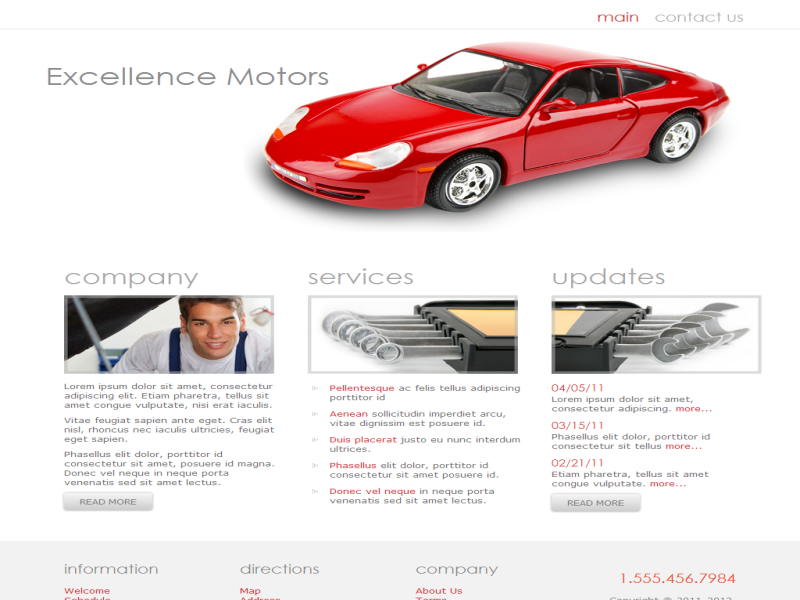 main contact us
Excellence Motors
company
Lorem ipsum dolor sit amet, consectetur
adipiscing elit. Etiam pharetra, tellus sit
amet congue vulputate, nisi erat iaculis.
Vitae feugiat sapien ante eget. Cras elit
nisl, rhoncus nec iaculis ultricies, feugiat
eget sapien.
Phasellus elit dolor, porttitor id
consectetur sit amet, posuere id magna.
Donec vel neque in neque porta
venenatis sed sit amet lectus.
READ MORE
services
Pellentesque ac felis tellus adipiscing
porttitor id
Aenean sollicitudin imperdiet arcu,
vitae dignissim est posuere id.
Duis placerat justo eu nunc interdum
ultrices.
Phasellus elit dolor, porttitor id
consectetur sit amet posuere id.
Donec vel neque in neque porta
venenatis sed sit amet lectus.
updates
04/05/11
Lorem ipsum dolor sit amet,
consectetur adipiscing. more...
03/15/11
Phasellus elit dolor, porttitor id
consectetur sit tellus more...
02/21/11
Etiam pharetra, tellus sit amet
congue vulputate. more...
READ MORE
information
Welcome
Schedule
directions
Map
Address
company
About Us
Terms
1.555.456.7984
Copyright © 2011-2012